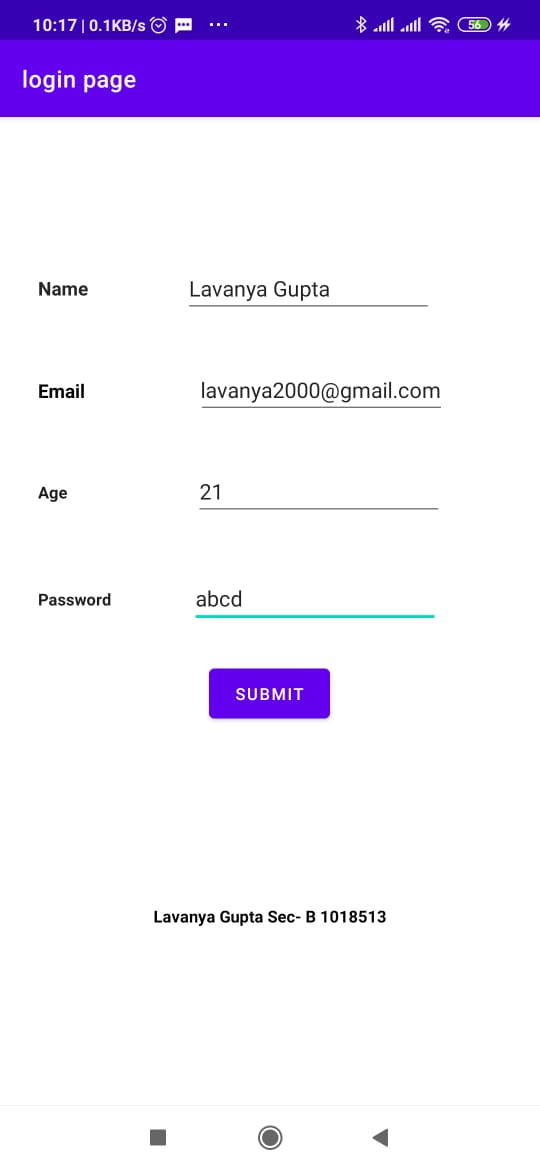 10:17 | 0.1KB/s ... 56
login page
Name Lavanya Gupta
Email lavanya2000@gmail.com
Age 21
Password abcd
SUBMIT
Lavanya Gupta Sec- B 1018513